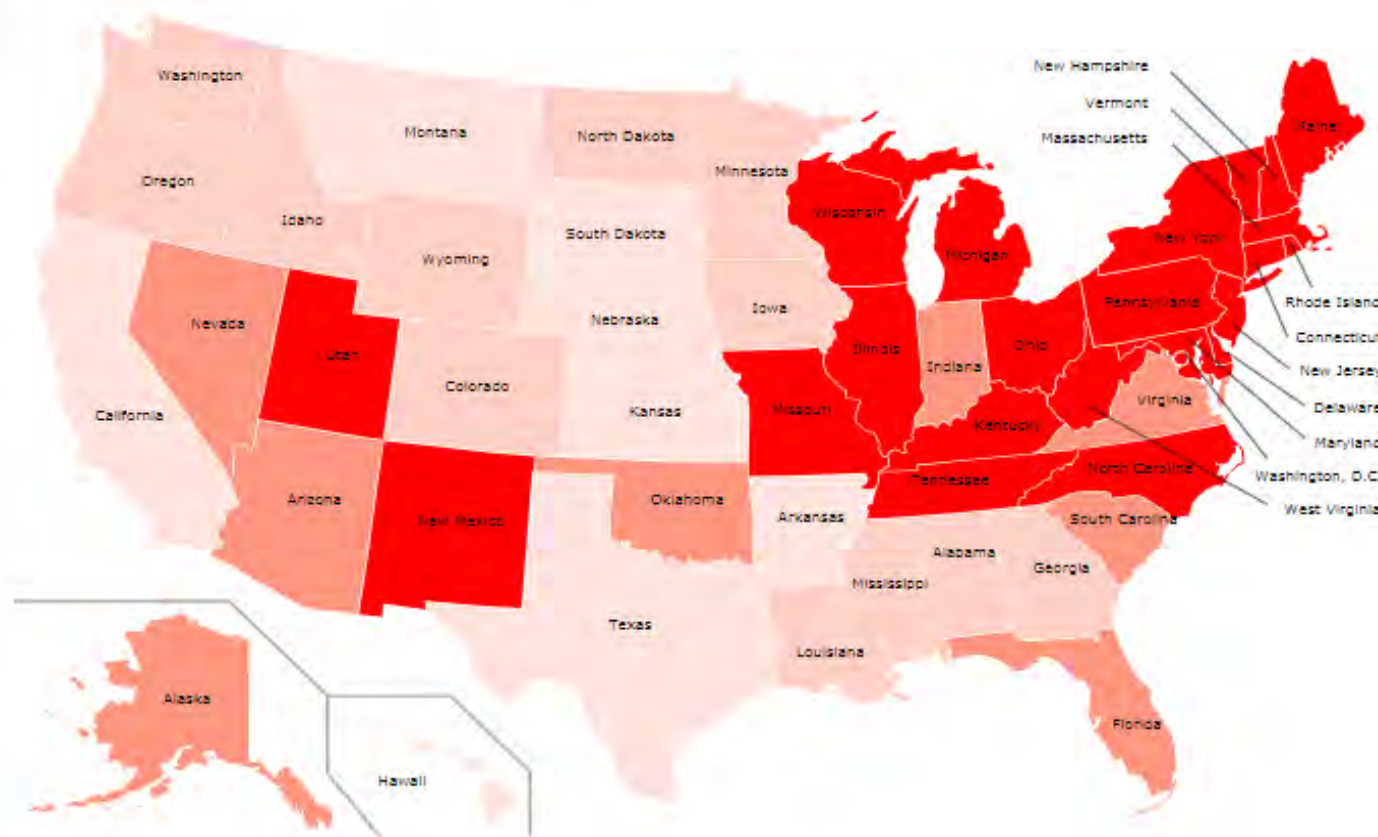 Washington
Montana
North Dakota
Minnesota
New Hampshire
Vermont
Massachusetts
Maine
Oregon
Idaho
Wyoming
South Dakota
Wisconsin
Michigan
New York
Nevada
Utah
Colorado
Nebraska
Iowa
Illinois
Indiana
Ohio
Pennsylvania
Rhode Island
Connecticut
New Jersey
Delaware
Maryland
Washington, D.C
West Virginia
California
Kansas
Missouri
Kentucky
Virginia
Arizona
New Mexico
Oklahoma
Arkansas
Tennessee
North Carolina
South Carolina
Texas
Louisiana
Mississippi
Alabama
Georgia
Florida
Alaska
Hawaii